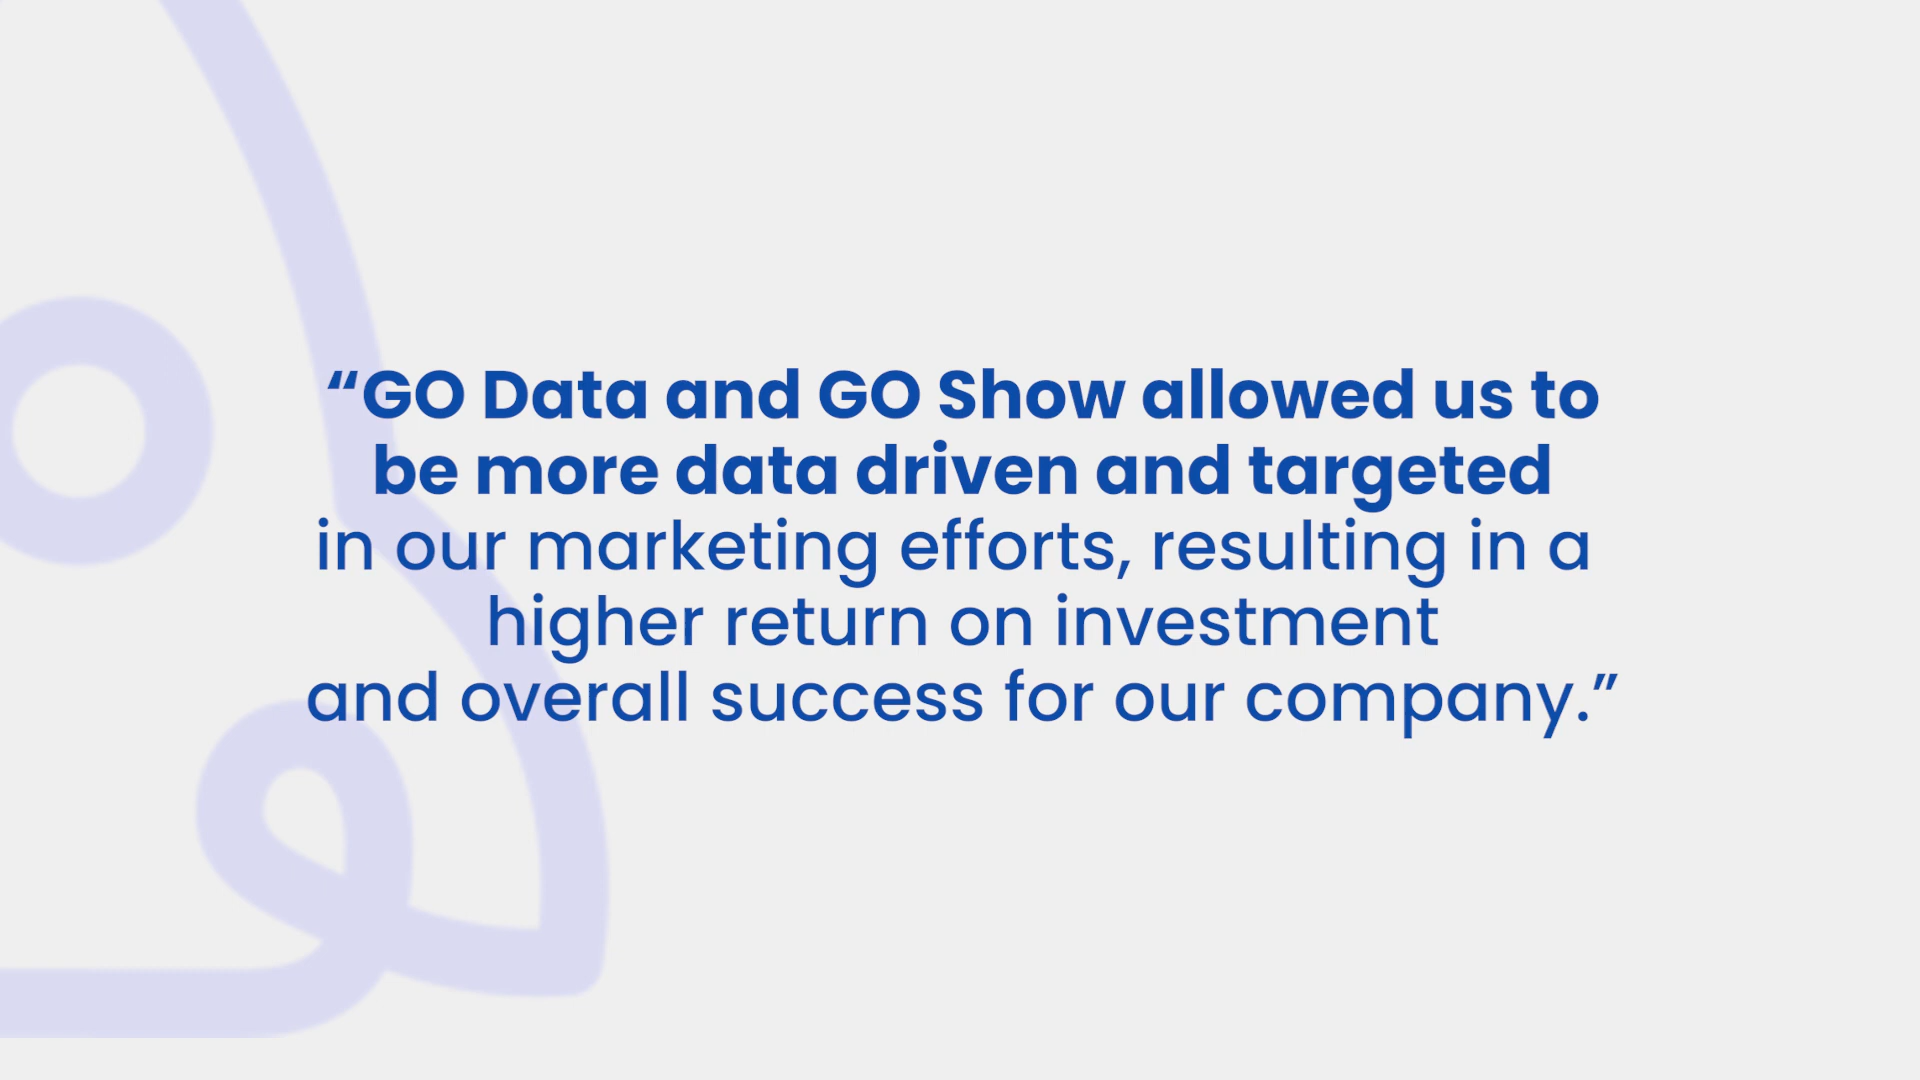 “GO Data and GO Show allowed us to
be more data driven and targeted
in our marketing efforts, resulting in a
higher return on investment
and overall success for our company.”